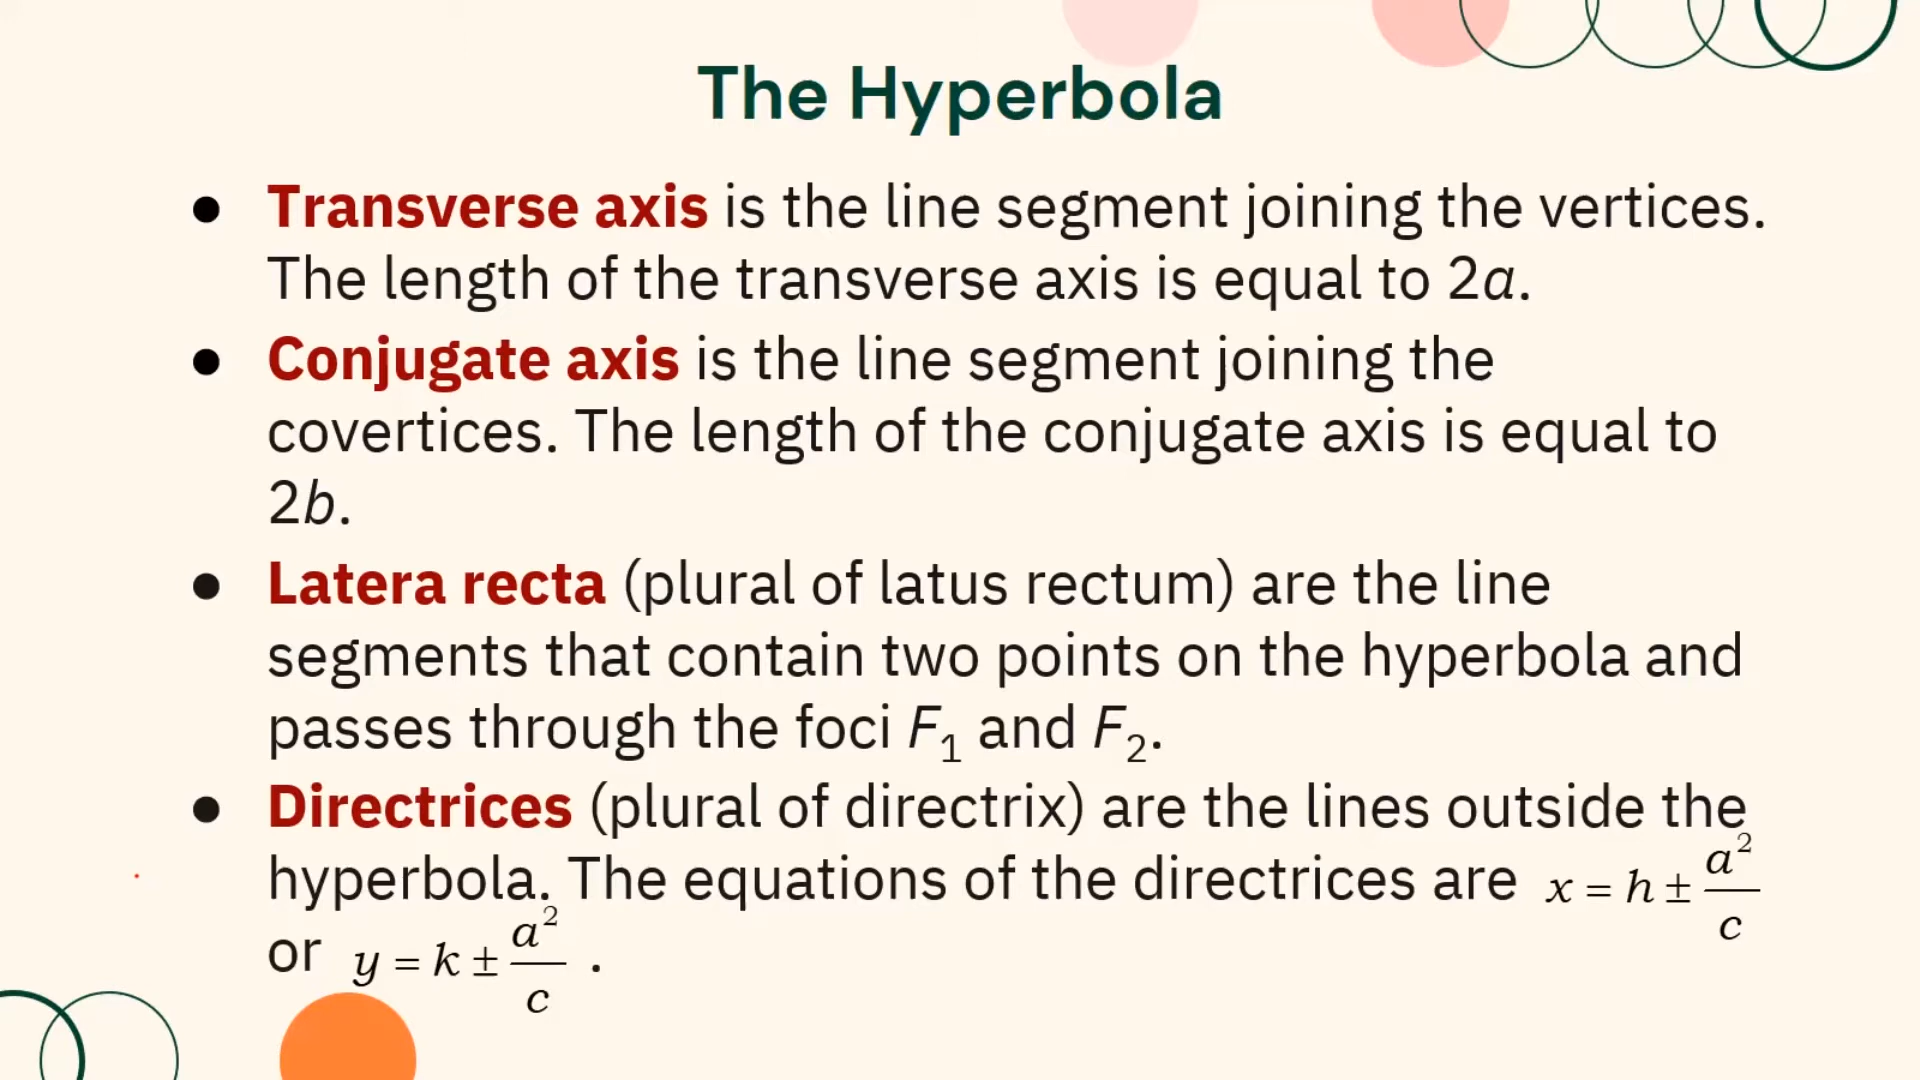 The Hyperbola
● Transverse axis is the line segment joining the vertices.
The length of the transverse axis is equal to 2a.
● Conjugate axis is the line segment joining the
covertices. The length of the conjugate axis is equal to
2b.
● Latera recta (plural of latus rectum) are the line
segments that contain two points on the hyperbola and
passes through the foci F₁ and F₂.
● Directrices (plural of directrix) are the lines outside the
hyperbola. The equations of the directrices are x = h ± a²/c
or y = k ± a²/c .